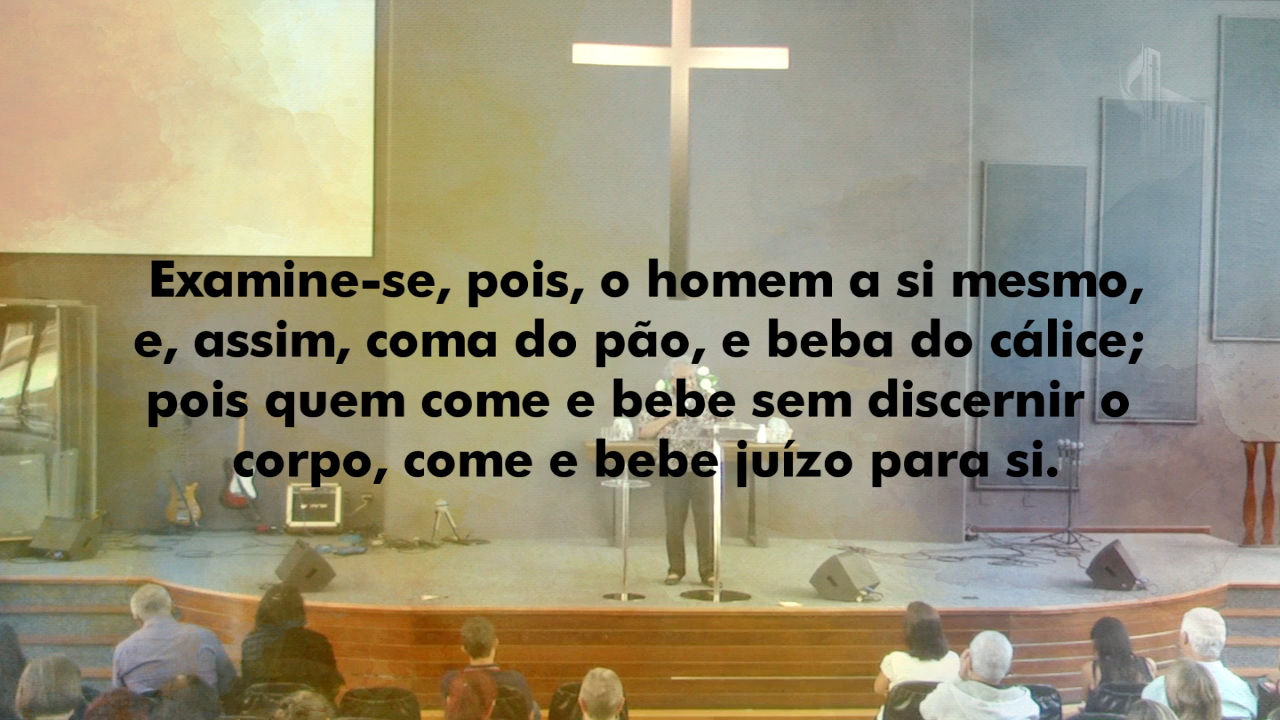 Examine-se, pois, o homem a si mesmo,
e, assim, coma do pão, e beba do cálice;
pois quem come e bebe sem discernir o
corpo, come e bebe juízo para si.